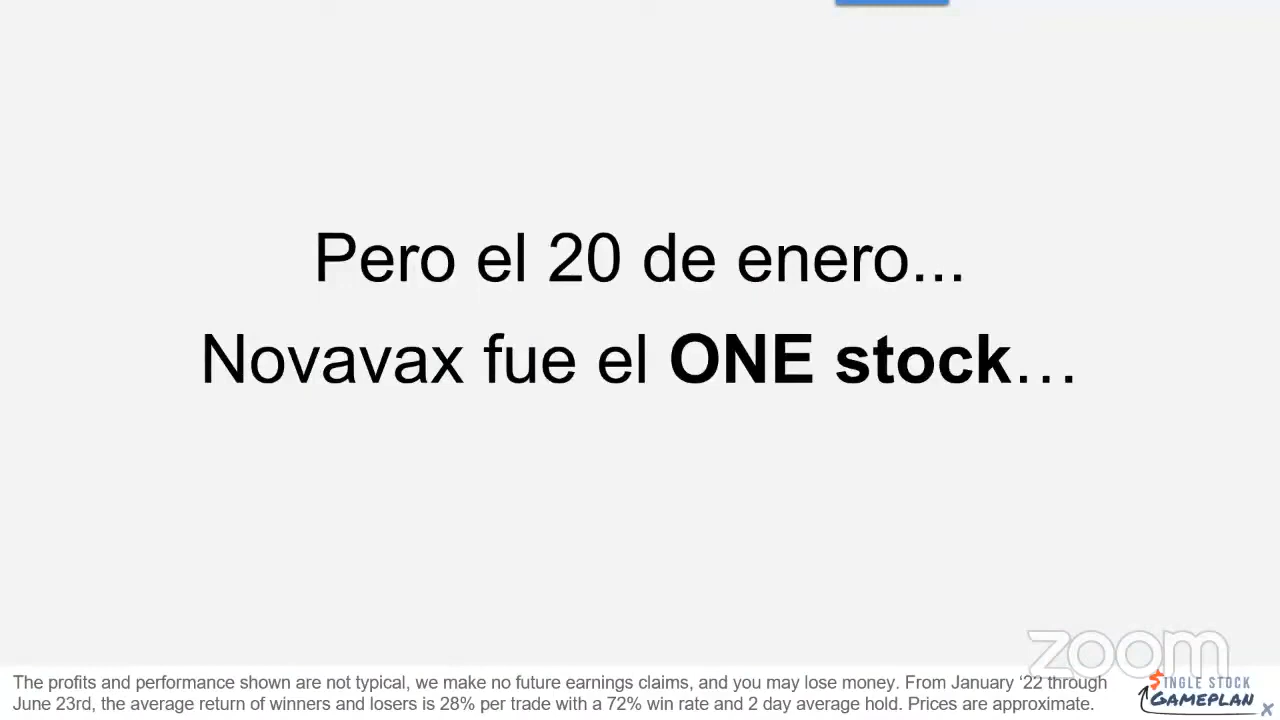 Pero el 20 de enero...
Novavax fue el ONE stock…
zoom
The profits and performance shown are not typical, we make no future earnings claims, and you may lose money. From January ‘22 through
June 23rd, the average return of winners and losers is 28% per trade with a 72% win rate and 2 day average hold. Prices are approximate.
$INGLE STOCK
GAMEPLAN
x